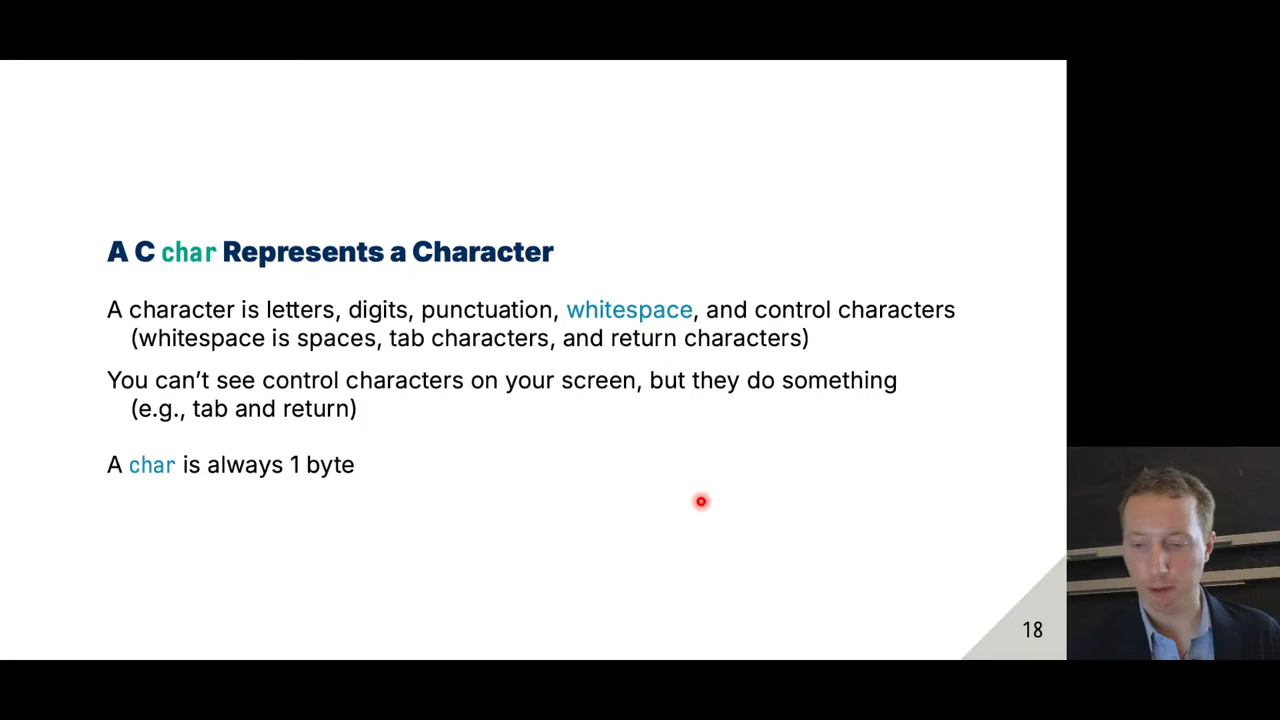 A C char Represents a Character
A character is letters, digits, punctuation, whitespace, and control characters
(whitespace is spaces, tab characters, and return characters)
You can’t see control characters on your screen, but they do something
(e.g., tab and return)
A char is always 1 byte
18